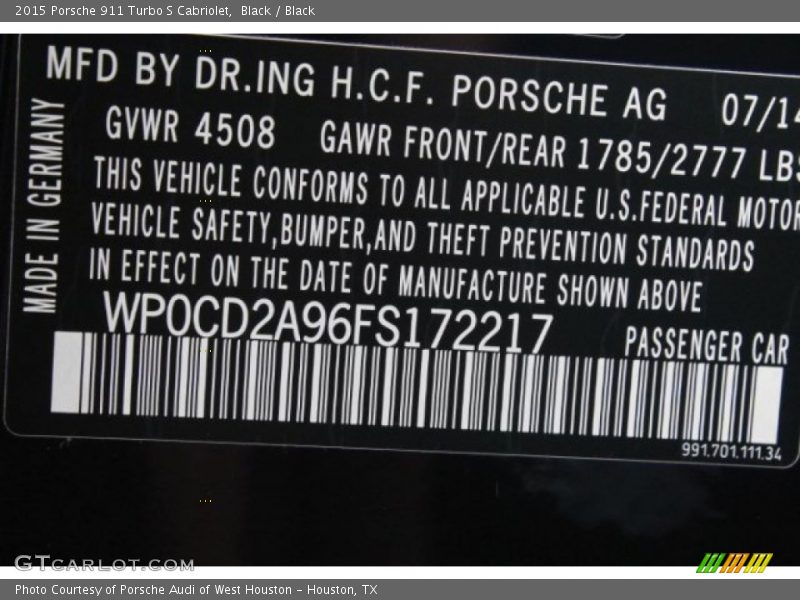 2015 Porsche 911 Turbo S Cabriolet, Black / Black
MFD BY DR.ING H.C.F. PORSCHE AG 07/14
GVWR 4508 GAWR FRONT/REAR 1785/2777 LBS
THIS VEHICLE CONFORMS TO ALL APPLICABLE U.S.FEDERAL MOTOR
VEHICLE SAFETY,BUMPER,AND THEFT PREVENTION STANDARDS
IN EFFECT ON THE DATE OF MANUFACTURE SHOWN ABOVE
MADE IN GERMANY
WP0CD2A96FS172217
PASSENGER CAR
991.701.111.34
GTCARLOT.COM
Photo Courtesy of Porsche Audi of West Houston - Houston, TX